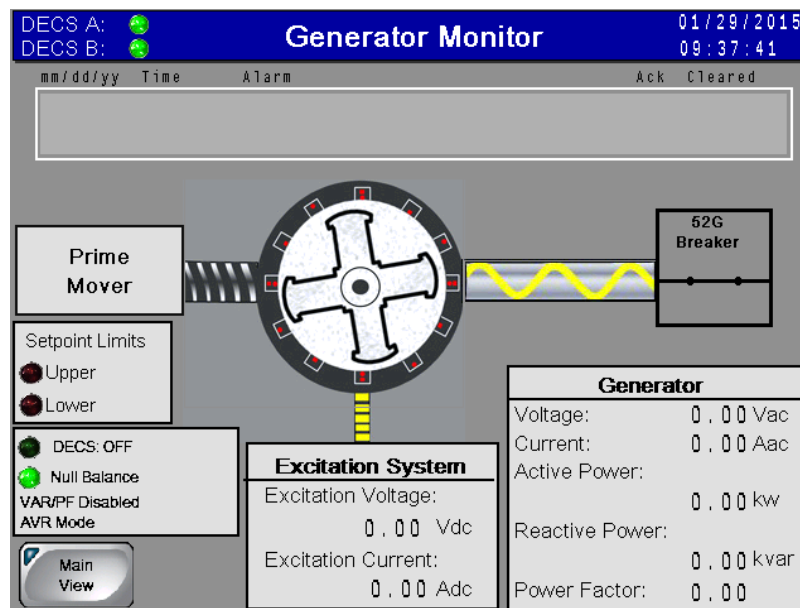 DECS A:
DECS B:
Generator Monitor
01/29/2015
09:37:41
mm/dd/yy Time Alarm Ack Cleared
Prime
Mover
52G
Breaker
Setpoint Limits
Upper
Lower
DECS: OFF
Null Balance
VAR/PF Disabled
AVR Mode
Main
View
Excitation System
Excitation Voltage:
0.00 Vdc
Excitation Current:
0.00 Adc
Generator
Voltage: 0.00 Vac
Current: 0.00 Aac
Active Power:
0.00 kw
Reactive Power:
0.00 kvar
Power Factor: 0.00